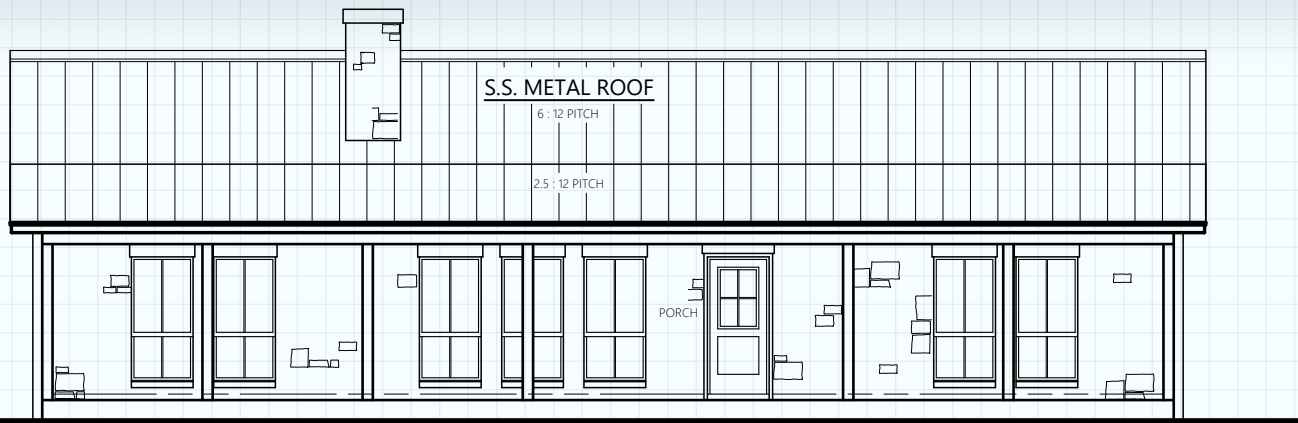 S.S. METAL ROOF
6 : 12 PITCH
2.5 : 12 PITCH
PORCH